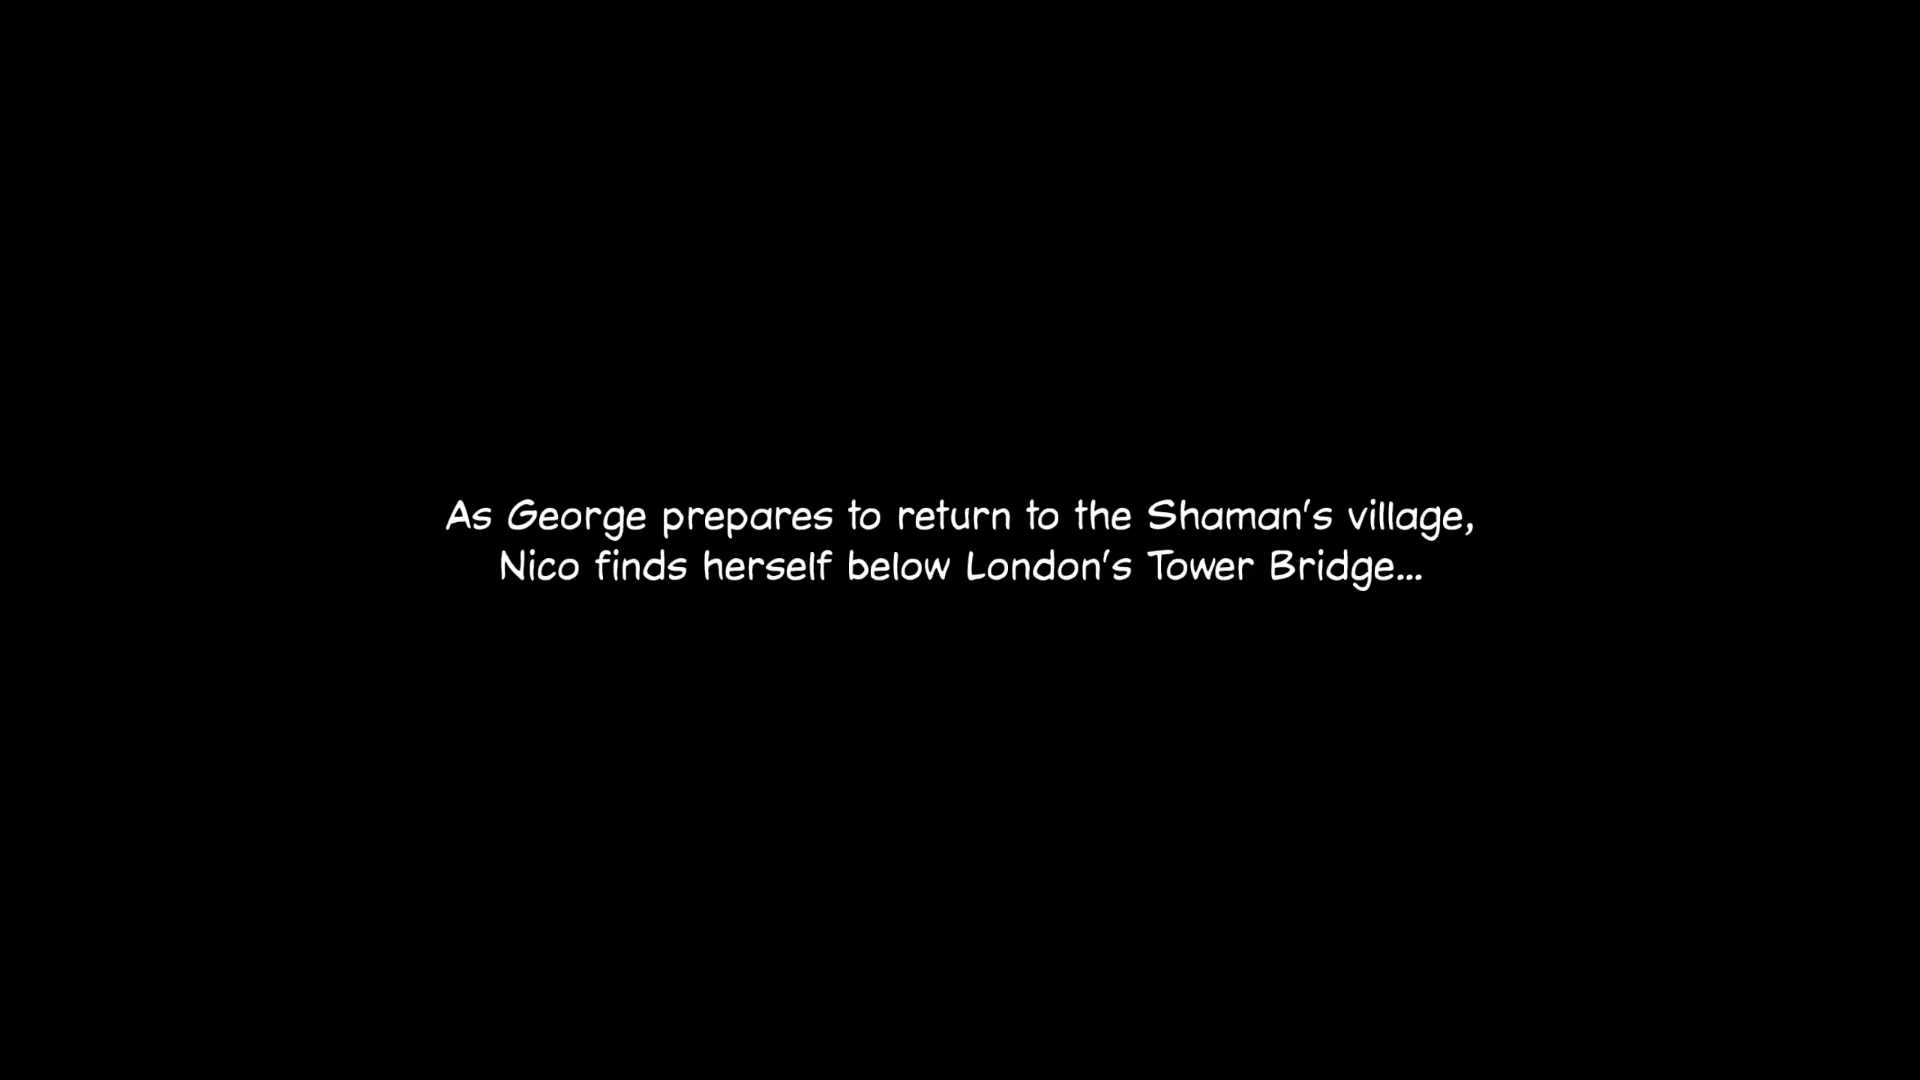 As George prepares to return to the Shaman's village,
Nico finds herself below London's Tower Bridge...